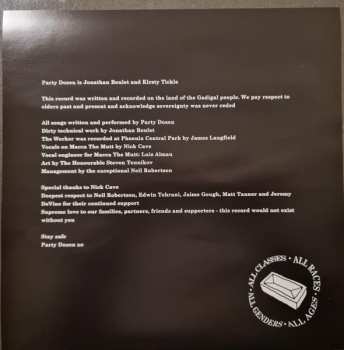 Party Dozen is Jonathan Boulet and Kirsty Tickle
This record was written and recorded on the land of the Gadigal people. We pay respect to
elders past and present and acknowledge sovereignty was never ceded
All songs written and performed by Party Dozen
Dirty technical work by Jonathan Boulet
The Worker was recorded at Phoenix Central Park by James Langfield
Vocals on Macca The Mutt by Nick Cave
Vocal engineer for Macca The Mutt: Luis Almau
Art by The Honourable Steven Tennikov
Management by the exceptional Neil Robertson
Special thanks to Nick Cave
Deepest respect to Neil Robertson, Edwin Tehrani, Jaima Gough, Matt Tanner and Jeremy
DeVine for their continued support
Supreme love to our families, partners, friends and supporters - this record would not exist
without you
Stay safe
Party Dozen xo
ALL CLASSES • ALL RACES • ALL AGES • ALL GENDERS •